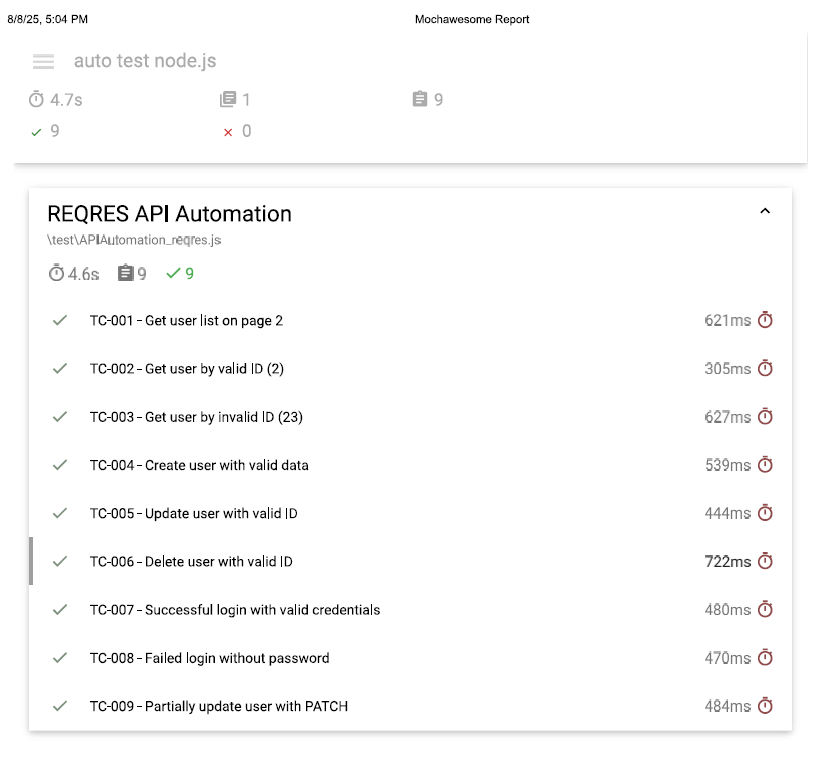 8/8/25, 5:04 PM Mochawesome Report
auto test node.js
4.7s 1 9
9 0
REQRES API Automation
\test\APIAutomation_reqres.js
4.6s 9 9
TC-001 - Get user list on page 2 621ms
TC-002 - Get user by valid ID (2) 305ms
TC-003 - Get user by invalid ID (23) 627ms
TC-004 - Create user with valid data 539ms
TC-005 - Update user with valid ID 444ms
TC-006 - Delete user with valid ID 722ms
TC-007 - Successful login with valid credentials 480ms
TC-008 - Failed login without password 470ms
TC-009 - Partially update user with PATCH 484ms